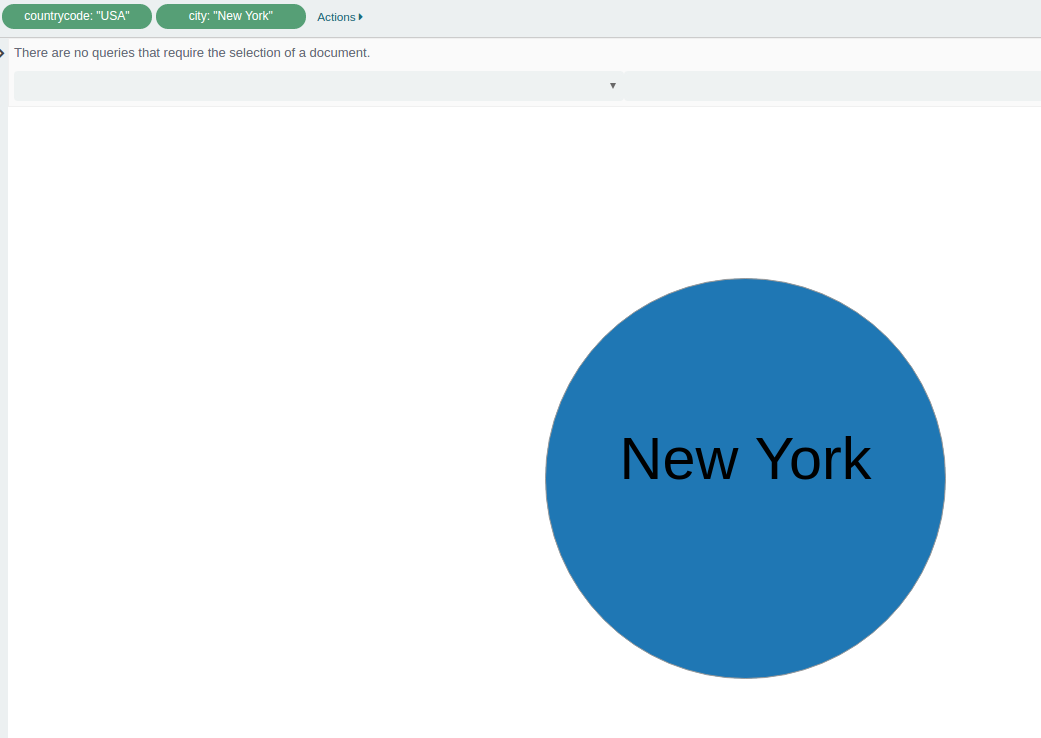 countrycode: "USA" city: "New York" Actions
There are no queries that require the selection of a document.
New York